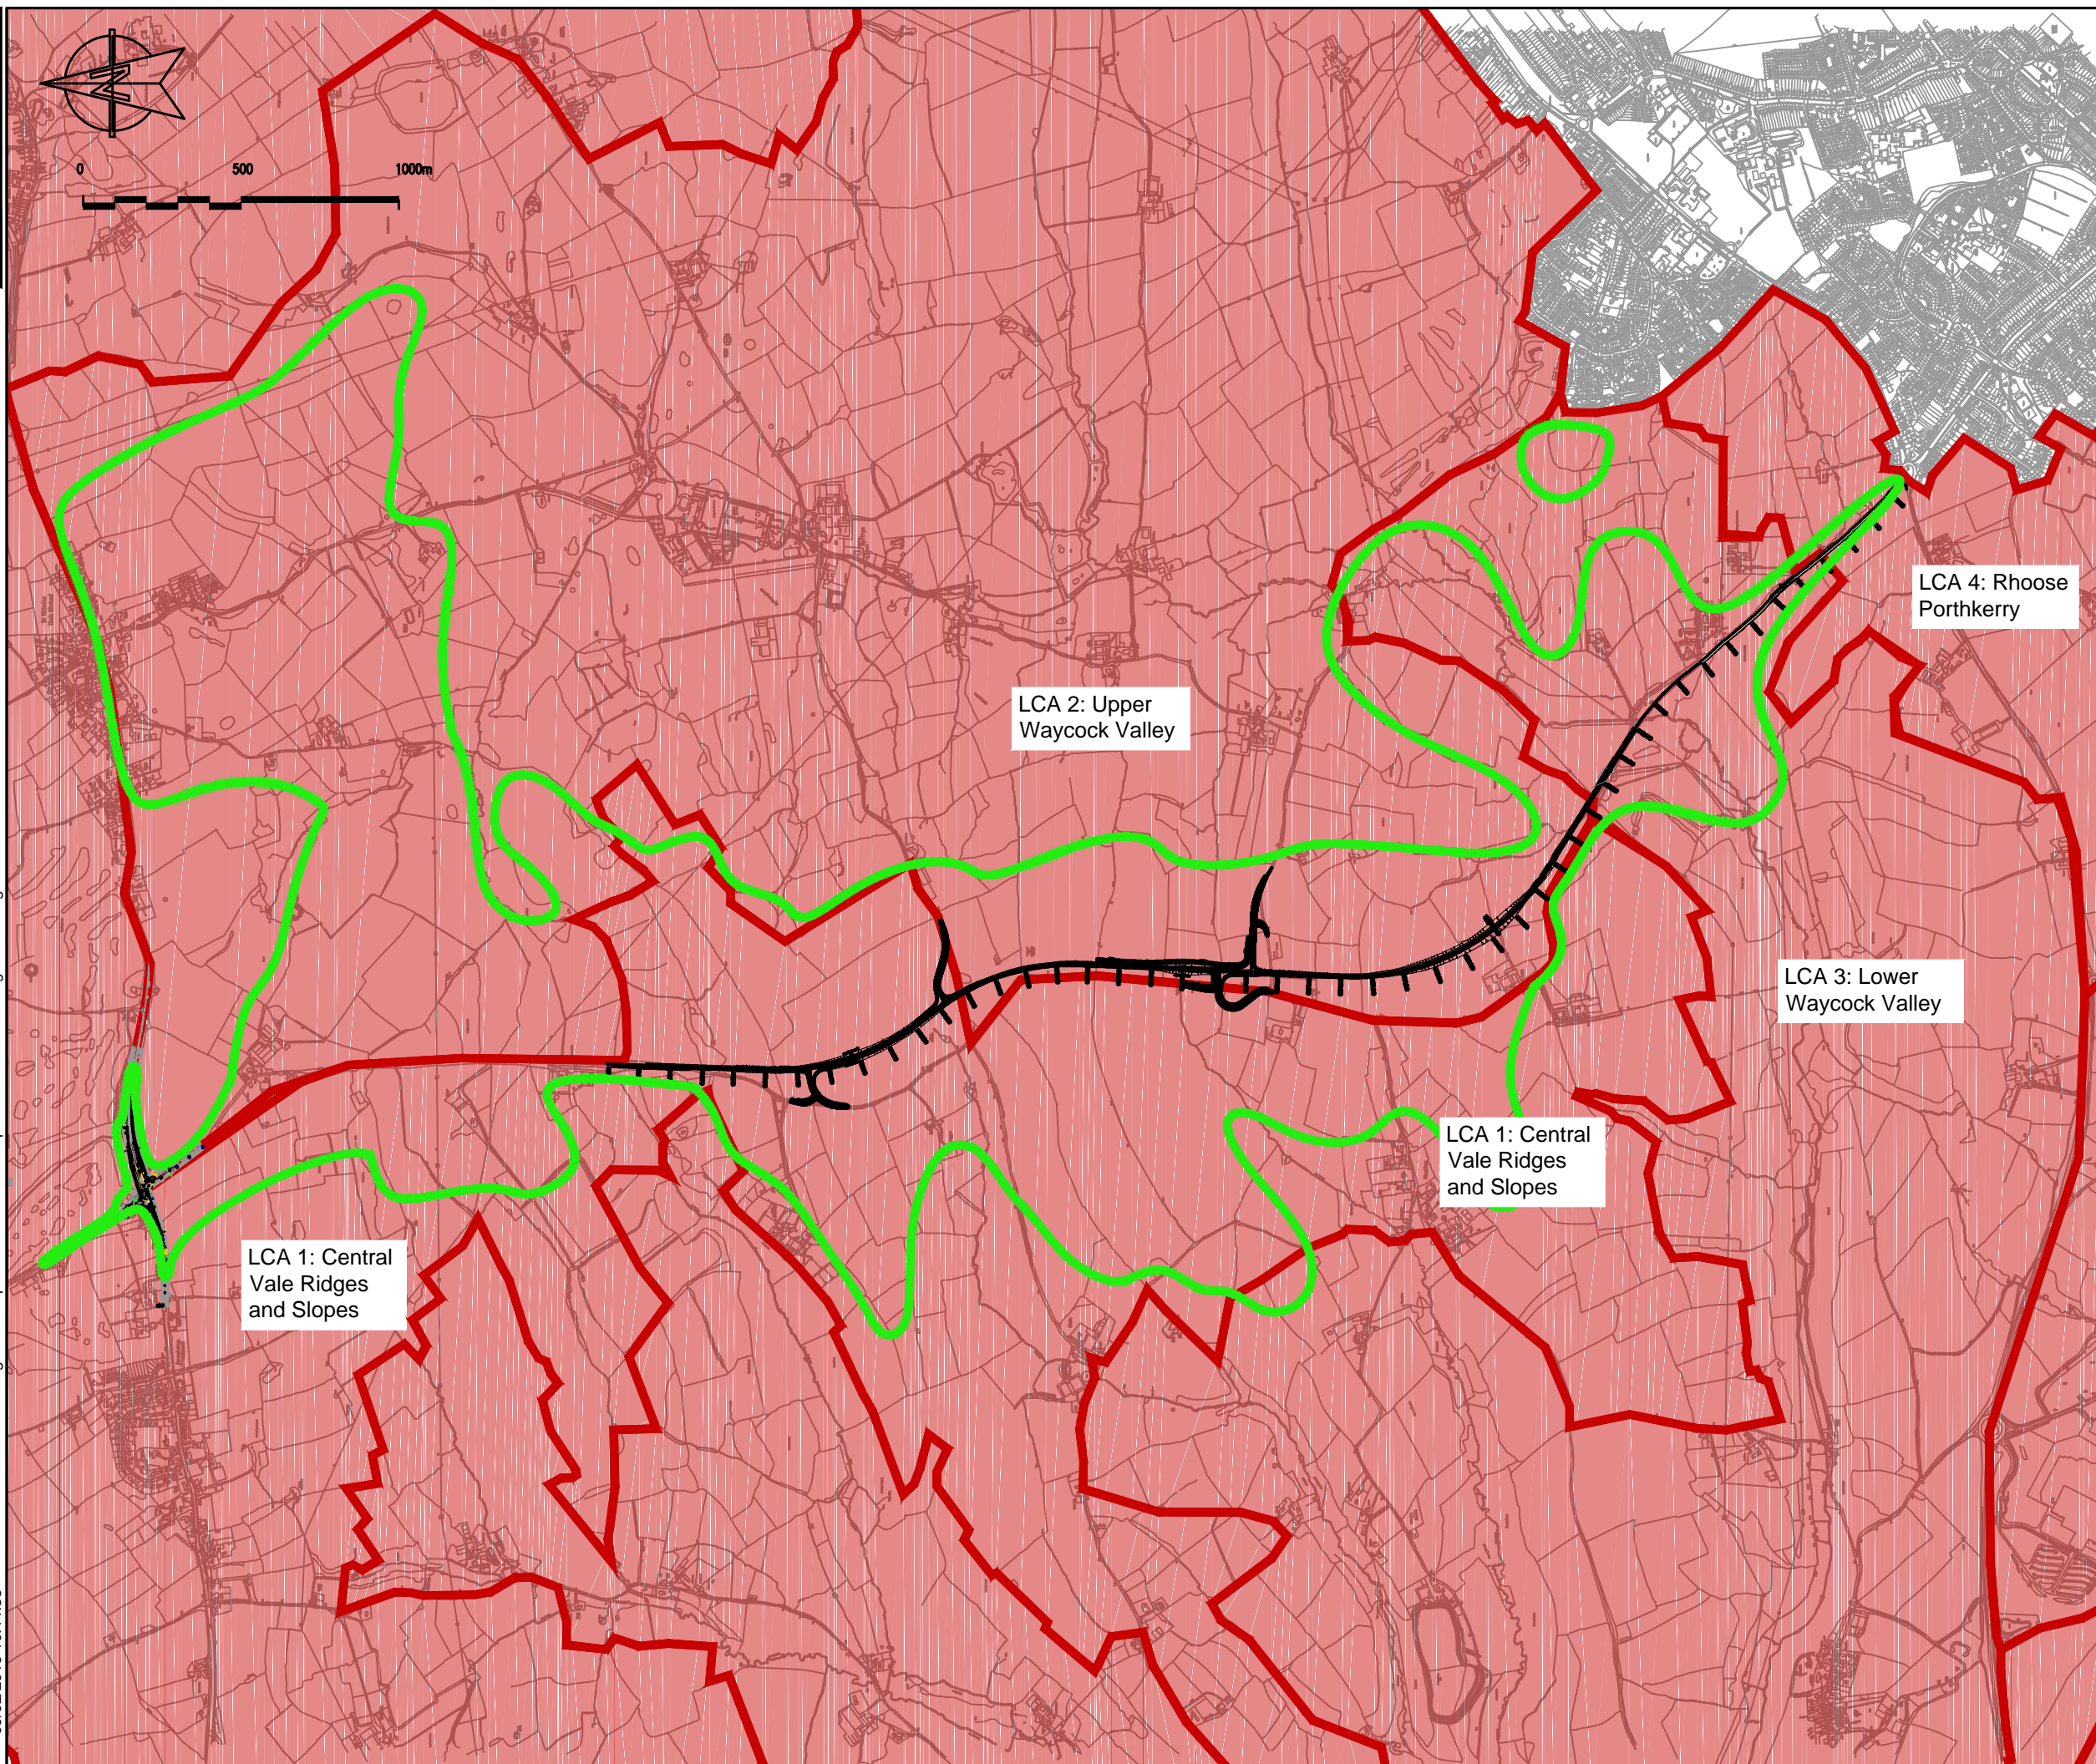 N
0 500 1000m
LCA 4: Rhoose
Porthkerry
LCA 2: Upper
Waycock Valley
LCA 3: Lower
Waycock Valley
LCA 1: Central
Vale Ridges
and Slopes
LCA 1: Central
Vale Ridges
and Slopes